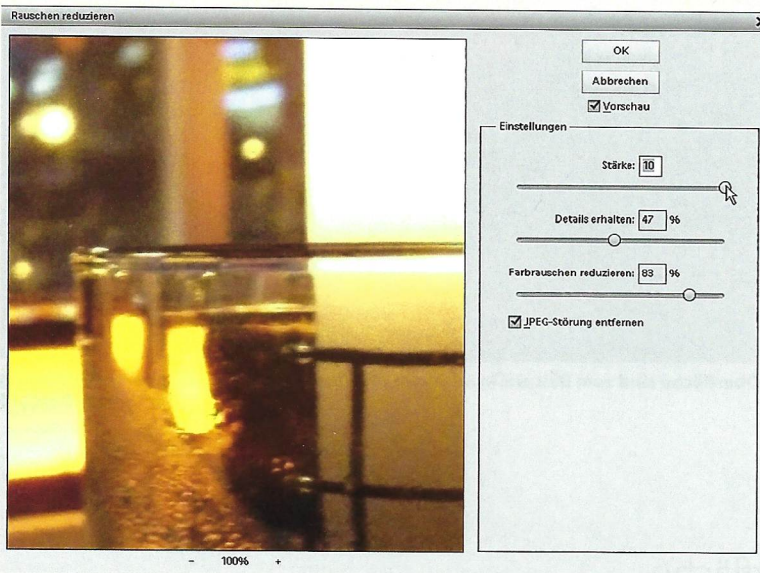 Rauschen reduzieren
OK
Abbrechen
Vorschau
Einstellungen
Stärke: 10
Details erhalten: 47 %
Farbrauschen reduzieren: 83 %
JPEG-Störung entfernen
- 100% +